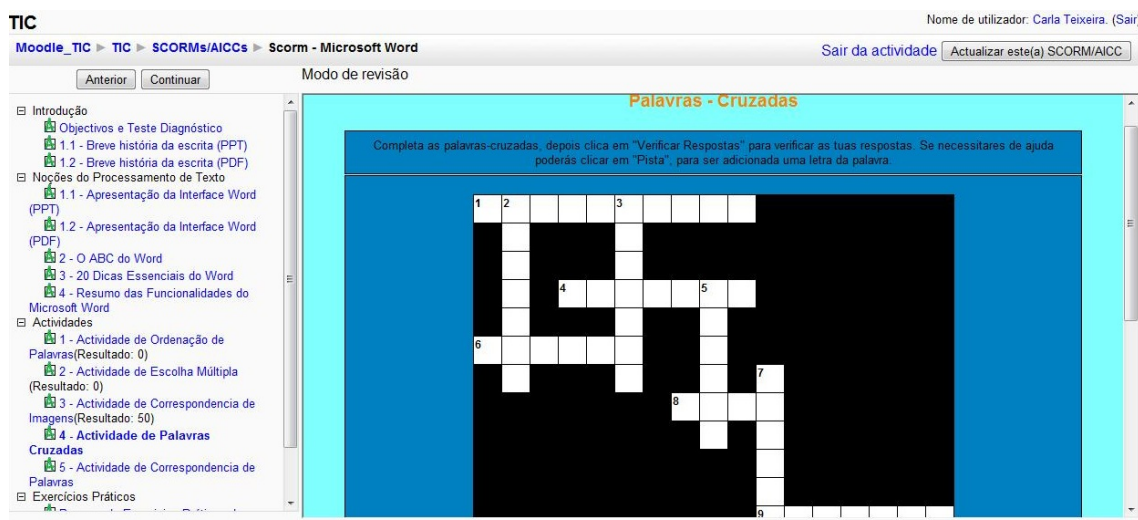 TIC
Nome de utilizador: Carla Teixeira. (Sair)
Moodle_TIC ► TIC ► SCORMs/AICCs ► Scorm - Microsoft Word
Sair da actividade
Actualizar este(a) SCORM/AICC
Anterior
Continuar
Modo de revisão
Introdução
Objectivos e Teste Diagnóstico
1.1 - Breve história da escrita (PPT)
1.2 - Breve história da escrita (PDF)
Noções do Processamento de Texto
1.1 - Apresentação da Interface Word
(PPT)
1.2 - Apresentação da Interface Word
(PDF)
2 - O ABC do Word
3 - 20 Dicas Essenciais do Word
4 - Resumo das Funcionalidades do
Microsoft Word
Actividades
1 - Actividade de Ordenação de
Palavras(Resultado: 0)
2 - Actividade de Escolha Múltipla
(Resultado: 0)
3 - Actividade de Correspondencia de
Imagens(Resultado: 50)
4 - Actividade de Palavras
Cruzadas
5 - Actividade de Correspondencia de
Palavras
Exercícios Práticos
Palavras - Cruzadas
Completa as palavras-cruzadas, depois clica em "Verificar Respostas" para verificar as tuas respostas. Se necessitares de ajuda
poderás clicar em "Pista", para ser adicionada uma letra da palavra.
1 2 3
4 5
6
7
8
9